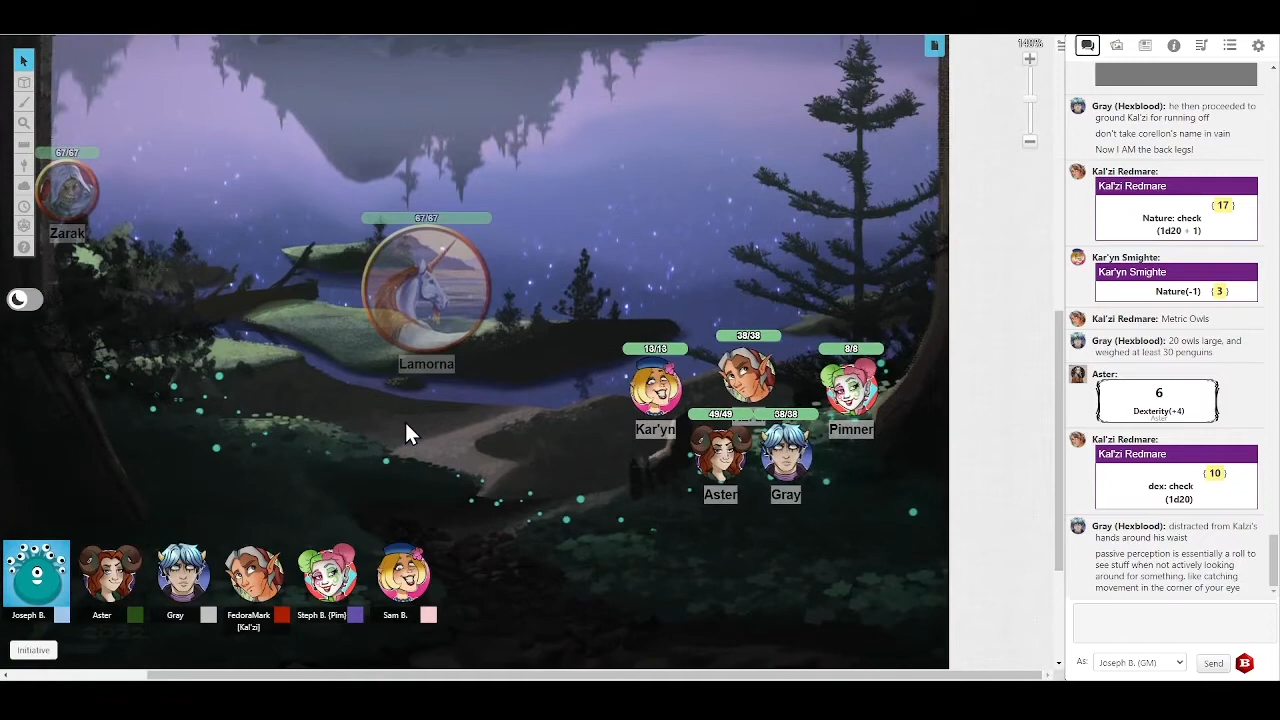 140%
67/67
Zarak
67/67
Lamorna
13/13
Kar'yn
38/38
8/8
Pimner
49/49
Aster
38/38
Gray
Joseph B.
Aster
Gray
FedoraMark
[Kal'zi]
Steph B. (Pim)
Sam B.
Initiative
Gray (Hexblood): he then proceeded to
ground Kal'zi for running off
don't take corellon's name in vain
Now I AM the back legs!
Kal'zi Redmare:
Kal'zi Redmare
17
Nature: check
(1d20 + 1)
Kar'yn Smighte:
Kar'yn Smighte
Nature(-1) 3
Kal'zi Redmare: Metric Owls
Gray (Hexblood): 20 owls large, and
weighed at least 30 penguins
Aster:
6
Dexterity(+4)
Aster
Kal'zi Redmare:
Kal'zi Redmare
10
dex: check
(1d20)
Gray (Hexblood): distracted from Kalzi's
hands around his waist
passive perception is essentially a roll to
see stuff when not actively looking
around for something. like catching
movement in the corner of your eye
As: Joseph B. (GM) Send
B